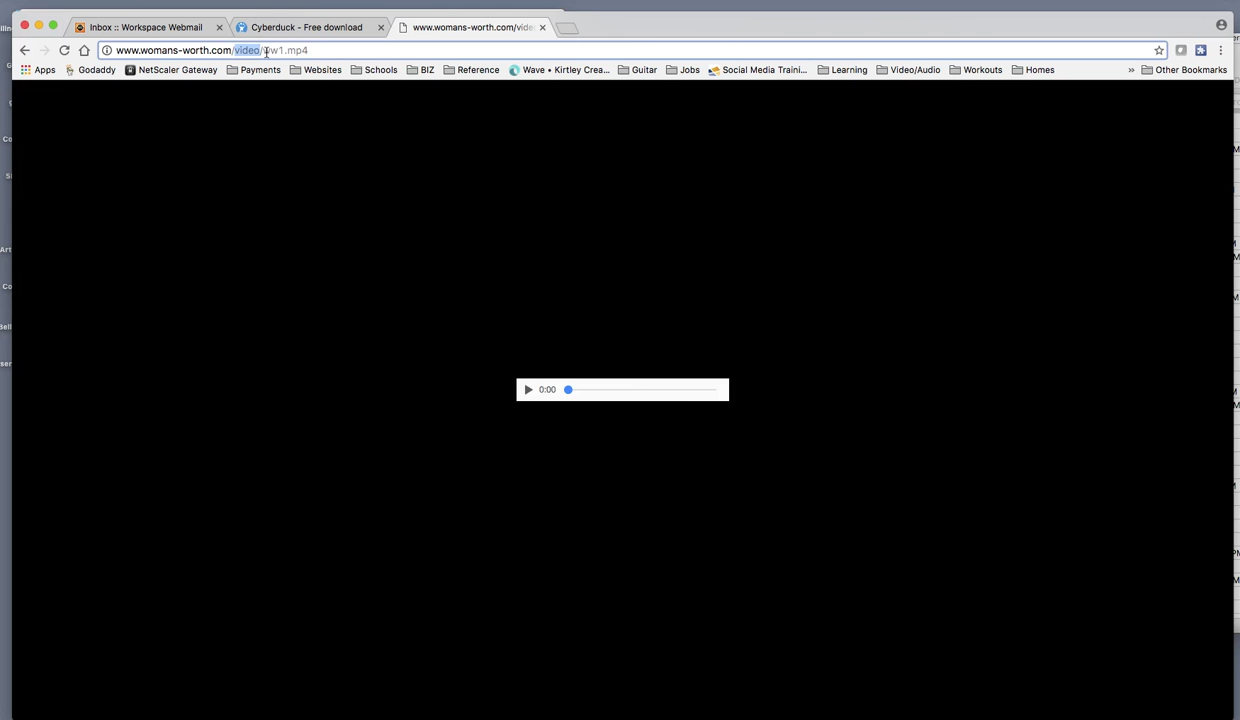 Inbox :: Workspace Webmail
Cyberduck - Free download
www.womans-worth.com/vide
www.womans-worth.com/video/ww1.mp4
Apps
Godaddy
NetScaler Gateway
Payments
Websites
Schools
BIZ
Reference
Wave • Kirtley Crea...
Guitar
Jobs
Social Media Traini...
Learning
Video/Audio
Workouts
Homes
»
Other Bookmarks
0:00